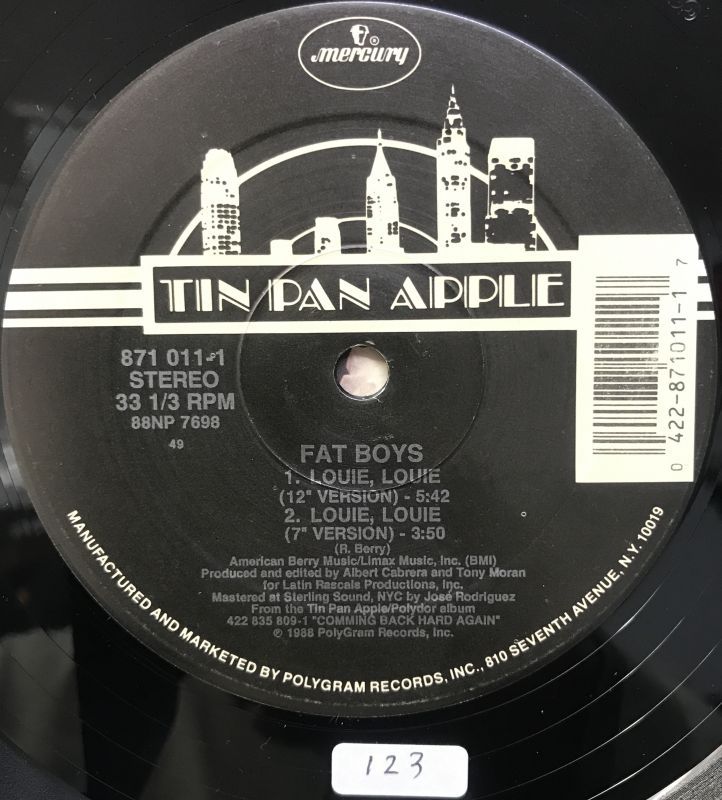 mercury ®
TIN PAN APPLE
871 011-1
STEREO
33 1/3 RPM
88NP 7698
49
0 422-871011-1 7
FAT BOYS
1. LOUIE, LOUIE
(12" VERSION) - 5:42
2. LOUIE, LOUIE
(7" VERSION) - 3:50
(R. Berry)
American Berry Music/Limax Music, Inc. (BMI)
Produced and edited by Albert Cabrera and Tony Moran
for Latin Rascals Productions, Inc.
Mastered at Sterling Sound, NYC by José Rodriguez
From the Tin Pan Apple/Polydor album
422 835 809-1 "COMMING BACK HARD AGAIN"
℗ 1988 PolyGram Records, Inc.
MANUFACTURED AND MARKETED BY POLYGRAM RECORDS, INC., 810 SEVENTH AVENUE, N.Y. 10019
123